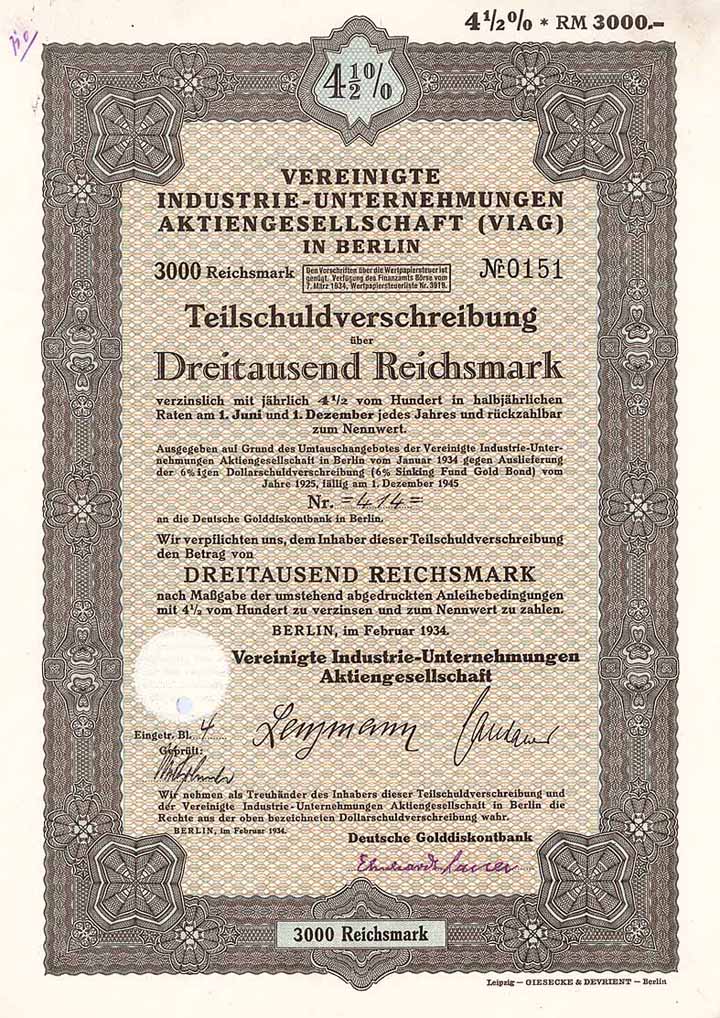 4½% * RM 3000.–
4½%
VEREINIGTE
INDUSTRIE-UNTERNEHMUNGEN
AKTIENGESELLSCHAFT (VIAG)
IN BERLIN
3000 Reichsmark
Den Vorschriften über die Wertpapiersteuer ist
genügt. Verfügung des Finanzamts Börse vom
7. März 1934, Wertpapiersteuerliste Nr. 3919.
№ 0151
Teilschuldverschreibung
über
Dreitausend Reichsmark
verzinslich mit jährlich 4½ vom Hundert in halbjährlichen
Raten am 1. Juni und 1. Dezember jedes Jahres und rückzahlbar
zum Nennwert.
Ausgegeben auf Grund des Umtauschangebotes der Vereinigte Industrie-Unter-
nehmungen Aktiengesellschaft in Berlin vom Januar 1934 gegen Auslieferung
der 6%igen Dollarschuldverschreibung (6% Sinking Fund Gold Bond) vom
Jahre 1925, fällig am 1. Dezember 1945
Nr. =414=
an die Deutsche Golddiskontbank in Berlin.
Wir verpflichten uns, dem Inhaber dieser Teilschuldverschreibung
den Betrag von
DREITAUSEND REICHSMARK
nach Maßgabe der umstehend abgedruckten Anleihebedingungen
mit 4½ vom Hundert zu verzinsen und zum Nennwert zu zahlen.
BERLIN, im Februar 1934.
Vereinigte Industrie-Unternehmungen
Aktiengesellschaft
Eingetr. Bl. 4
Geprüft:
Lenzmann
Wir nehmen als Treuhänder des Inhabers dieser Teilschuldverschreibung und
der Vereinigte Industrie-Unternehmungen Aktiengesellschaft in Berlin die
Rechte aus der oben bezeichneten Dollarschuldverschreibung wahr.
BERLIN, im Februar 1934.
Deutsche Golddiskontbank
3000 Reichsmark
Leipzig – GIESECKE & DEVRIENT – Berlin